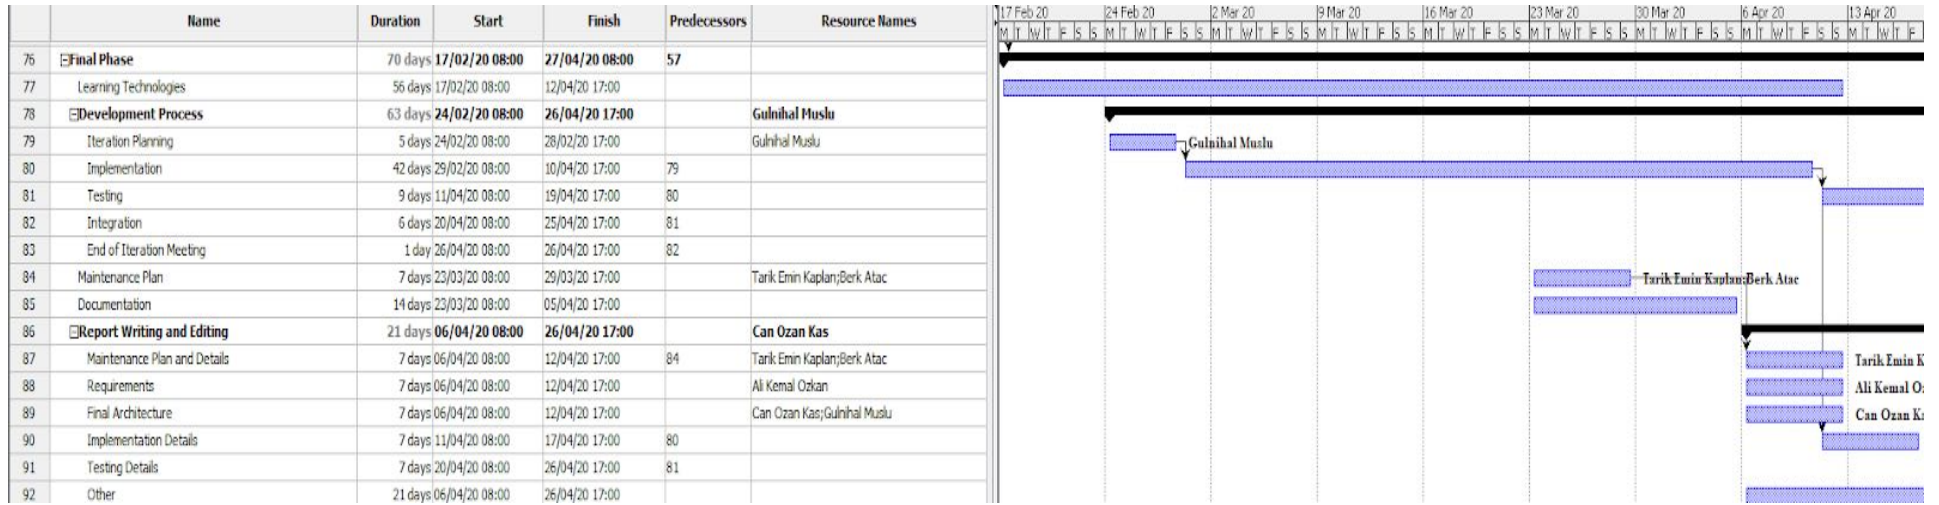 Name Duration Start Finish Predecessors Resource Names
17 Feb 20 24 Feb 20 2 Mar 20 9 Mar 20 16 Mar 20 23 Mar 20 30 Mar 20 6 Apr 20 13 Apr 20
M T W T F S S M T W T F S S M T W T F S S M T W T F S S M T W T F S S M T W T F S S M T W T F S S M T W T F S S M T W T F
76 Final Phase 70 days 17/02/20 08:00 27/04/20 08:00 57
77 Learning Technologies 56 days 17/02/20 08:00 12/04/20 17:00
78 Development Process 63 days 24/02/20 08:00 26/04/20 17:00 Gulnihal Muslu
79 Iteration Planning 5 days 24/02/20 08:00 28/02/20 17:00 Gulnihal Muslu Gulnihal Muslu
80 Implementation 42 days 29/02/20 08:00 10/04/20 17:00 79
81 Testing 9 days 11/04/20 08:00 19/04/20 17:00 80
82 Integration 6 days 20/04/20 08:00 25/04/20 17:00 81
83 End of Iteration Meeting 1 day 26/04/20 08:00 26/04/20 17:00 82
84 Maintenance Plan 7 days 23/03/20 08:00 29/03/20 17:00 Tarik Emin Kaplan;Berk Atac Tarik Emin Kaplan;Berk Atac
85 Documentation 14 days 23/03/20 08:00 05/04/20 17:00
86 Report Writing and Editing 21 days 06/04/20 08:00 26/04/20 17:00 Can Ozan Kas
87 Maintenance Plan and Details 7 days 06/04/20 08:00 12/04/20 17:00 84 Tarik Emin Kaplan;Berk Atac Tarik Emin K
88 Requirements 7 days 06/04/20 08:00 12/04/20 17:00 Ali Kemal Ozkan Ali Kemal O
89 Final Architecture 7 days 06/04/20 08:00 12/04/20 17:00 Can Ozan Kas;Gulnihal Muslu Can Ozan Ka
90 Implementation Details 7 days 11/04/20 08:00 17/04/20 17:00 80
91 Testing Details 7 days 20/04/20 08:00 26/04/20 17:00 81
92 Other 21 days 06/04/20 08:00 26/04/20 17:00